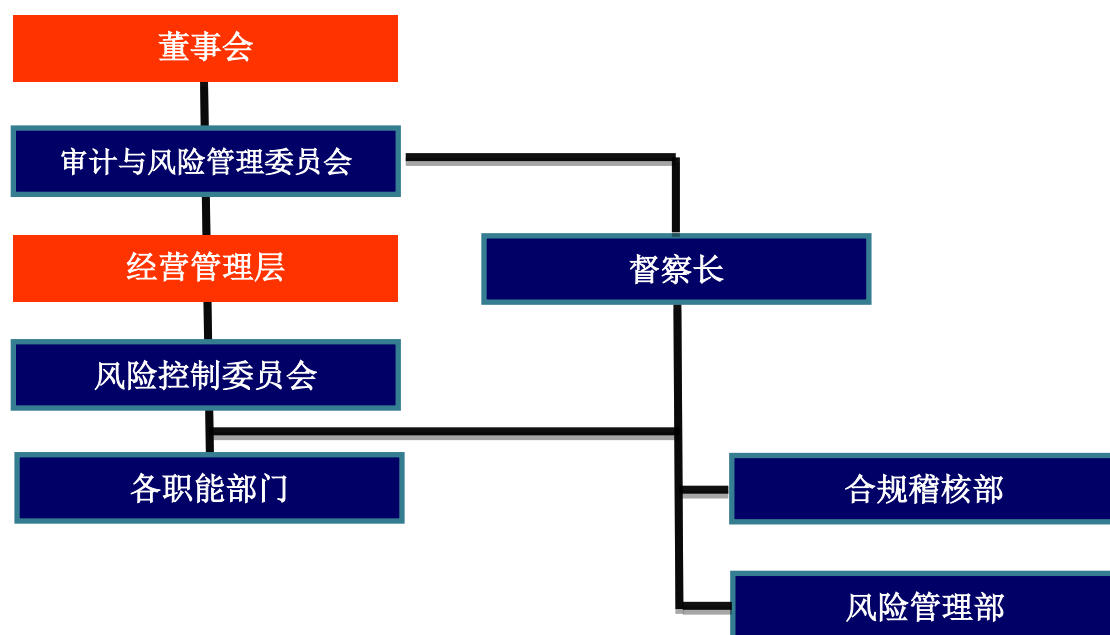 董事会
审计与风险管理委员会
经营管理层
督察长
风险控制委员会
各职能部门
合规稽核部
风险管理部